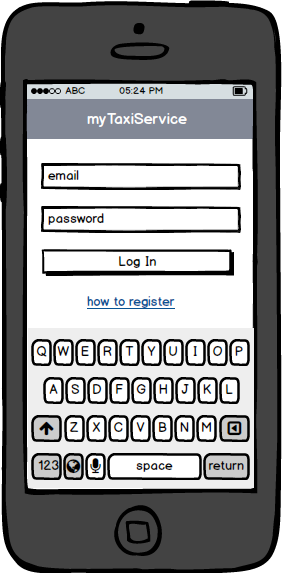 ABC 05:24 PM
myTaxiService
email
password
Log In
how to register
Q W E R T Y U I O P
A S D F G H J K L
Z X C V B N M
123 space return